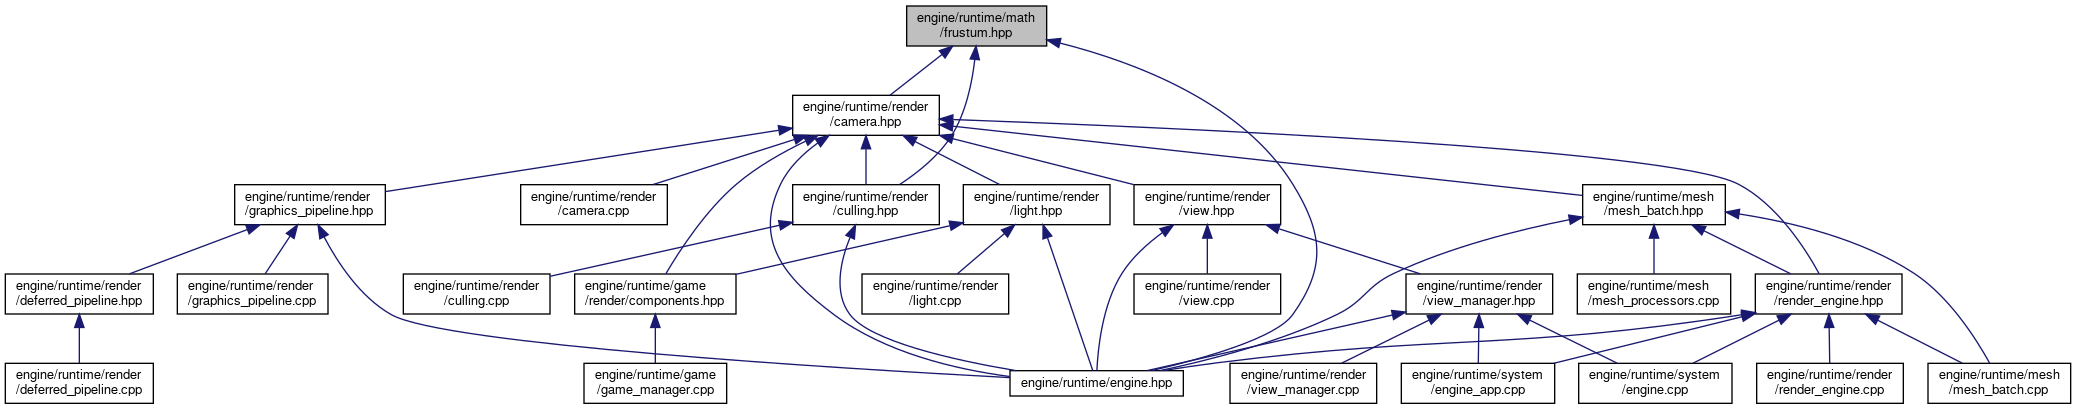 engine/runtime/math
/frustum.hpp
engine/runtime/render
/camera.hpp
engine/runtime/render
/graphics_pipeline.hpp
engine/runtime/render
/camera.cpp
engine/runtime/render
/culling.hpp
engine/runtime/render
/light.hpp
engine/runtime/render
/view.hpp
engine/runtime/mesh
/mesh_batch.hpp
engine/runtime/render
/deferred_pipeline.hpp
engine/runtime/render
/graphics_pipeline.cpp
engine/runtime/render
/culling.cpp
engine/runtime/game
/render/components.hpp
engine/runtime/render
/light.cpp
engine/runtime/render
/view.cpp
engine/runtime/render
/view_manager.hpp
engine/runtime/mesh
/mesh_processors.cpp
engine/runtime/render
/render_engine.hpp
engine/runtime/render
/deferred_pipeline.cpp
engine/runtime/game
/game_manager.cpp
engine/runtime/engine.hpp
engine/runtime/render
/view_manager.cpp
engine/runtime/system
/engine_app.cpp
engine/runtime/system
/engine.cpp
engine/runtime/render
/render_engine.cpp
engine/runtime/mesh
/mesh_batch.cpp